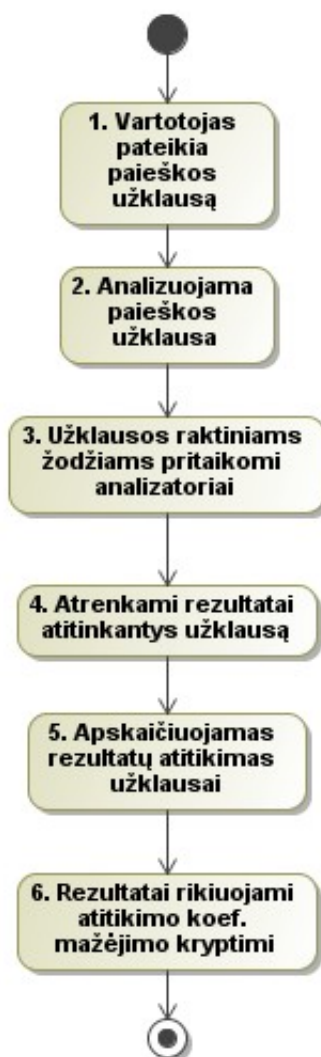 1. Vartotojas
pateikia
paieškos
užklausą
2. Analizuojama
paieškos
užklausa
3. Užklausos raktiniams
žodžiams pritaikomi
analizatoriai
4. Atrenkami rezultatai
atitinkantys užklausą
5. Apskaičiuojamas
rezultatų atitikimas
užklausai
6. Rezultatai rikiuojami
atitikimo koef.
mažėjimo kryptimi